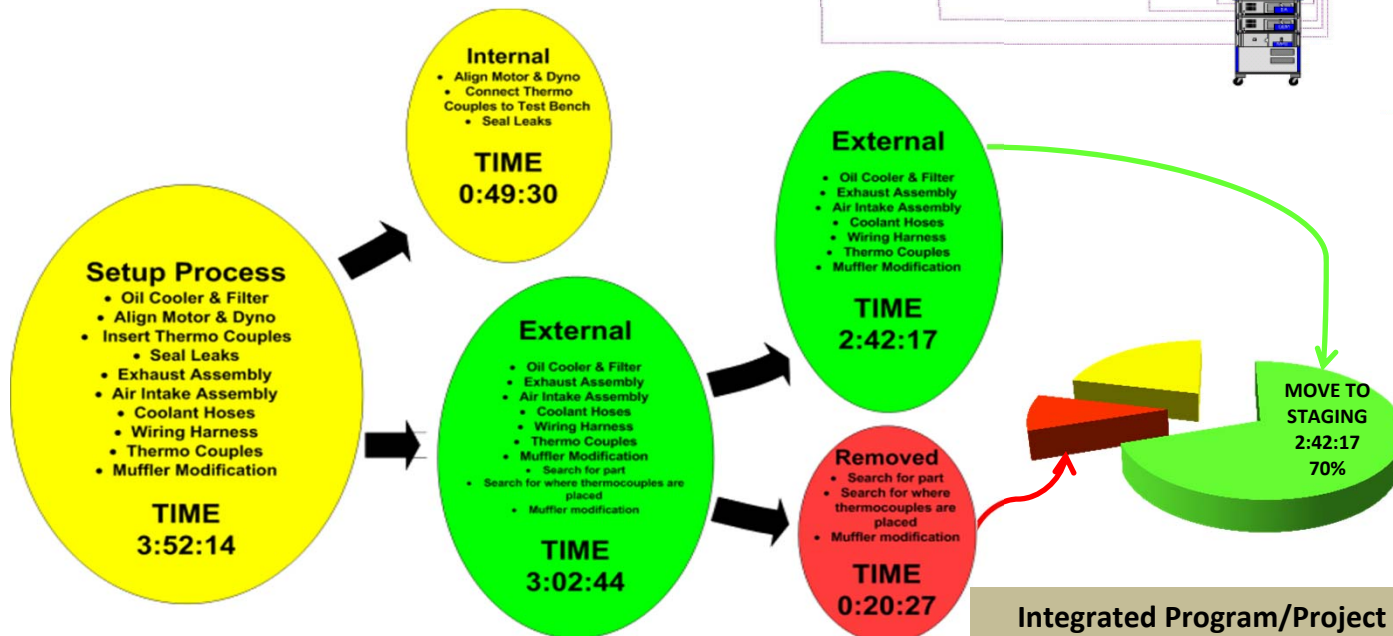 Internal
• Align Motor & Dyno
• Connect Thermo
Couples to Test Bench
• Seal Leaks
TIME
0:49:30
Setup Process
• Oil Cooler & Filter
• Align Motor & Dyno
• Insert Thermo Couples
• Seal Leaks
• Exhaust Assembly
• Air Intake Assembly
• Coolant Hoses
• Wiring Harness
• Thermo Couples
• Muffler Modification
TIME
3:52:14
External
• Oil Cooler & Filter
• Exhaust Assembly
• Air Intake Assembly
• Coolant Hoses
• Wiring Harness
• Thermo Couples
• Muffler Modification
• Search for part
• Search for where thermocouples are
placed
• Muffler modification
TIME
3:02:44
External
• Oil Cooler & Filter
• Exhaust Assembly
• Air Intake Assembly
• Coolant Hoses
• Wiring Harness
• Thermo Couples
• Muffler Modification
TIME
2:42:17
Removed
• Search for part
• Search for where
thermocouples are
placed
• Muffler modification
TIME
0:20:27
MOVE TO
STAGING
2:42:17
70%
Integrated Program/Project